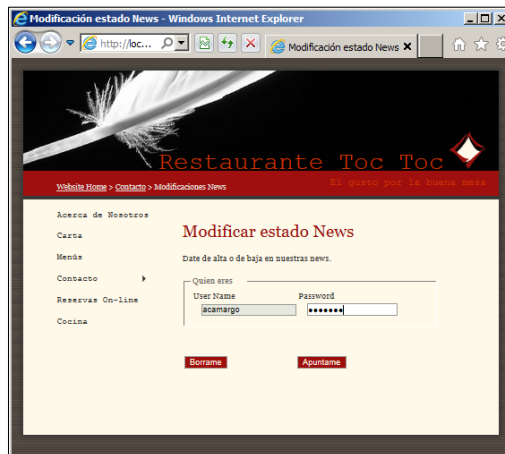 Modificación estado News - Windows Internet Explorer
http://loc...
Modificación estado News
Restaurante Toc Toc
El gusto por la buena mesa
Website Home > Contacto > Modificaciones News
Acerca de Nosotros
Carta
Menús
Contacto
Reservas On-line
Cocina
Modificar estado News
Date de alta o de baja en nuestras news.
Quien eres
User Name Password
acamargo •••••••
Borrame Apuntame